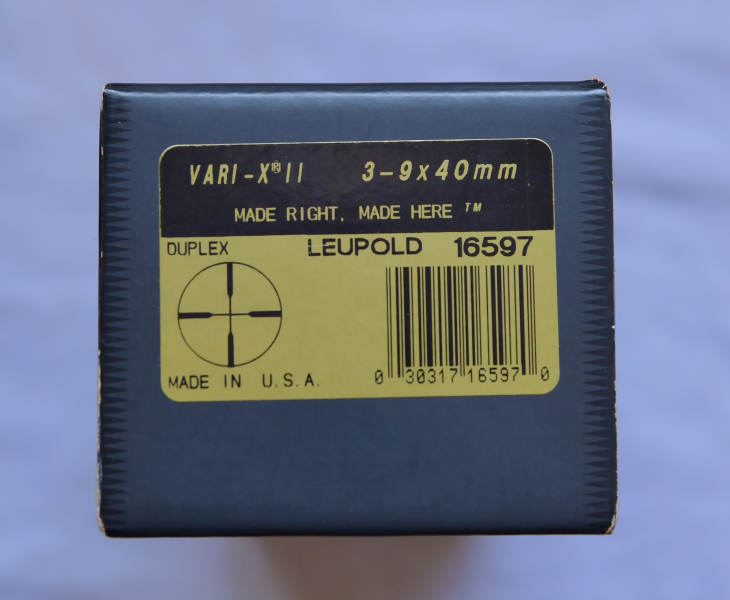 VARI-X®II 3-9x40mm
MADE RIGHT, MADE HERE ™
DUPLEX LEUPOLD 16597
MADE IN U.S.A.
0 30317 16597 0